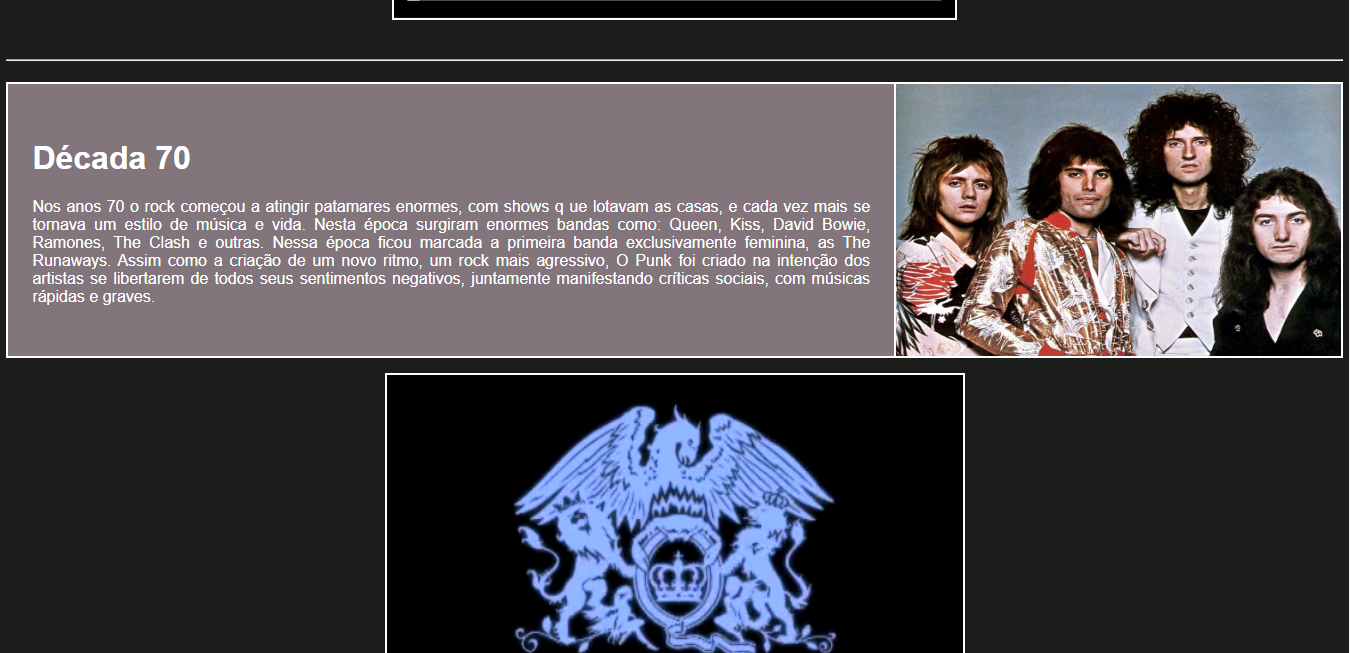 Década 70
Nos anos 70 o rock começou a atingir patamares enormes, com shows q ue lotavam as casas, e cada vez mais se
tornava um estilo de música e vida. Nesta época surgiram enormes bandas como: Queen, Kiss, David Bowie,
Ramones, The Clash e outras. Nessa época ficou marcada a primeira banda exclusivamente feminina, as The
Runaways. Assim como a criação de um novo ritmo, um rock mais agressivo, O Punk foi criado na intenção dos
artistas se libertarem de todos seus sentimentos negativos, juntamente manifestando críticas sociais, com músicas
rápidas e graves.